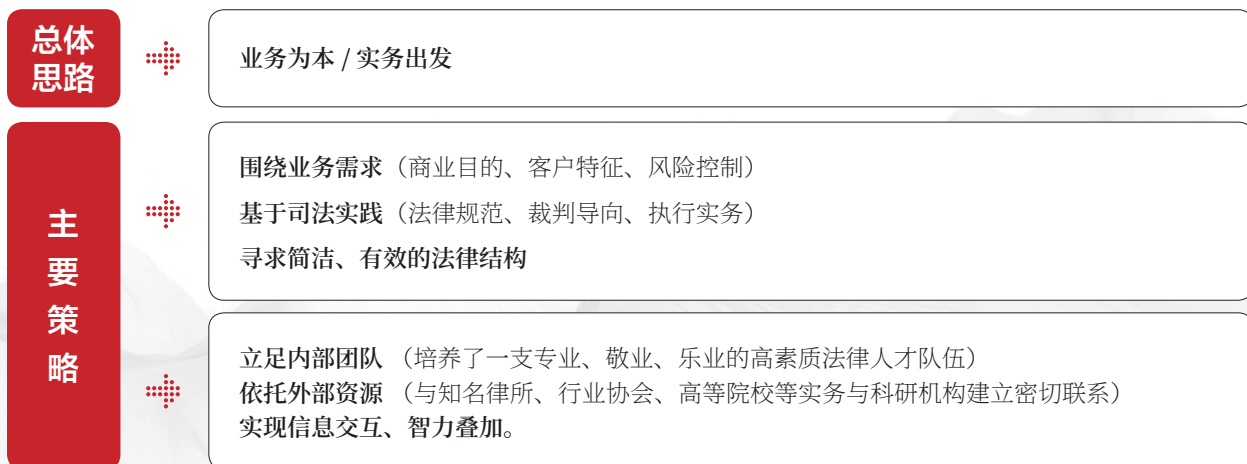 总体
思路
业务为本 / 实务出发
主
要
策
略
围绕业务需求（商业目的、客户特征、风险控制）
基于司法实践（法律规范、裁判导向、执行实务）
寻求简洁、有效的法律结构
立足内部团队 （培养了一支专业、敬业、乐业的高素质法律人才队伍）
依托外部资源 （与知名律所、行业协会、高等院校等实务与科研机构建立密切联系）
实现信息交互、智力叠加。